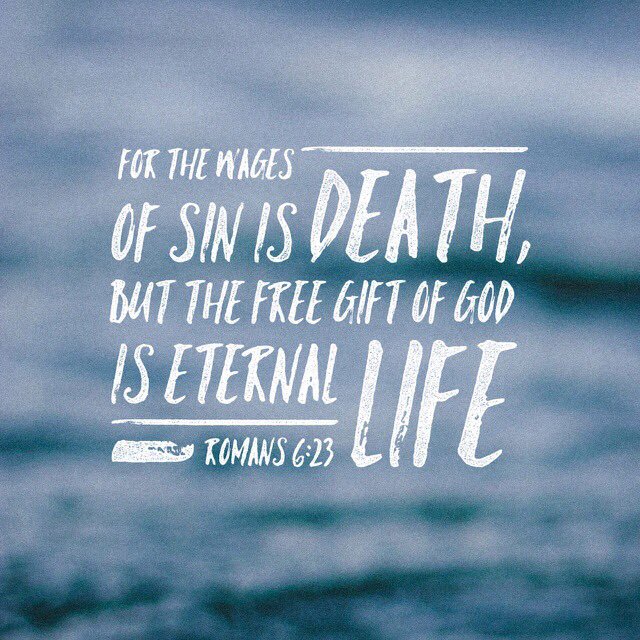 FOR THE WAGES
OF SIN IS DEATH,
BUT THE FREE GIFT OF GOD
IS ETERNAL LIFE
ROMANS 6:23